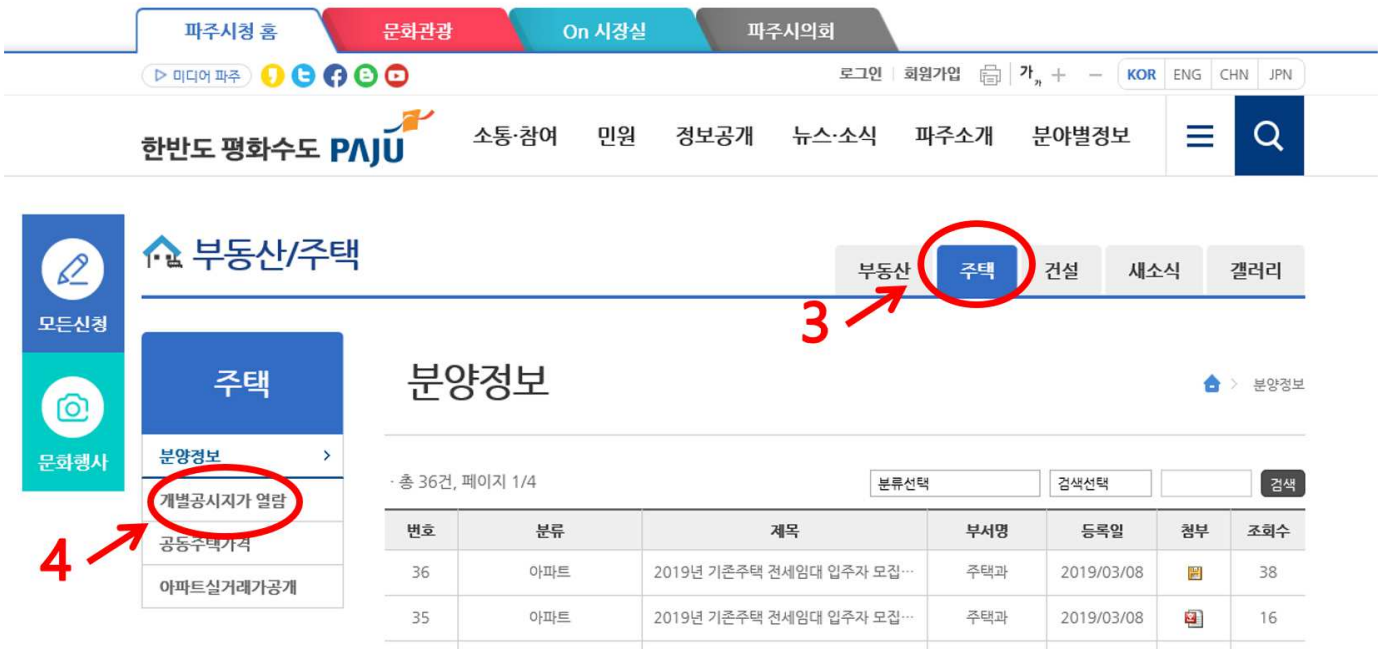 파주시청 홈 문화관광 On 시장실 파주시의회
미디어 파주 로그인 회원가입 가 + - KOR ENG CHN JPN
한반도 평화수도 PAJU 소통·참여 민원 정보공개 뉴스·소식 파주소개 분야별정보
부동산/주택 부동산 주택 건설 새소식 갤러리
3
모든신청
문화행사
주택
분양정보 >
개별공시지가 열람
공동주택가격
아파트실거래가공개
4
분양정보
> 분양정보
· 총 36건, 페이지 1/4 분류선택 검색선택 검색
번호 분류 제목 부서명 등록일 첨부 조회수
36 아파트 2019년 기존주택 전세임대 입주자 모집… 주택과 2019/03/08 38
35 아파트 2019년 기존주택 전세임대 입주자 모집… 주택과 2019/03/08 16